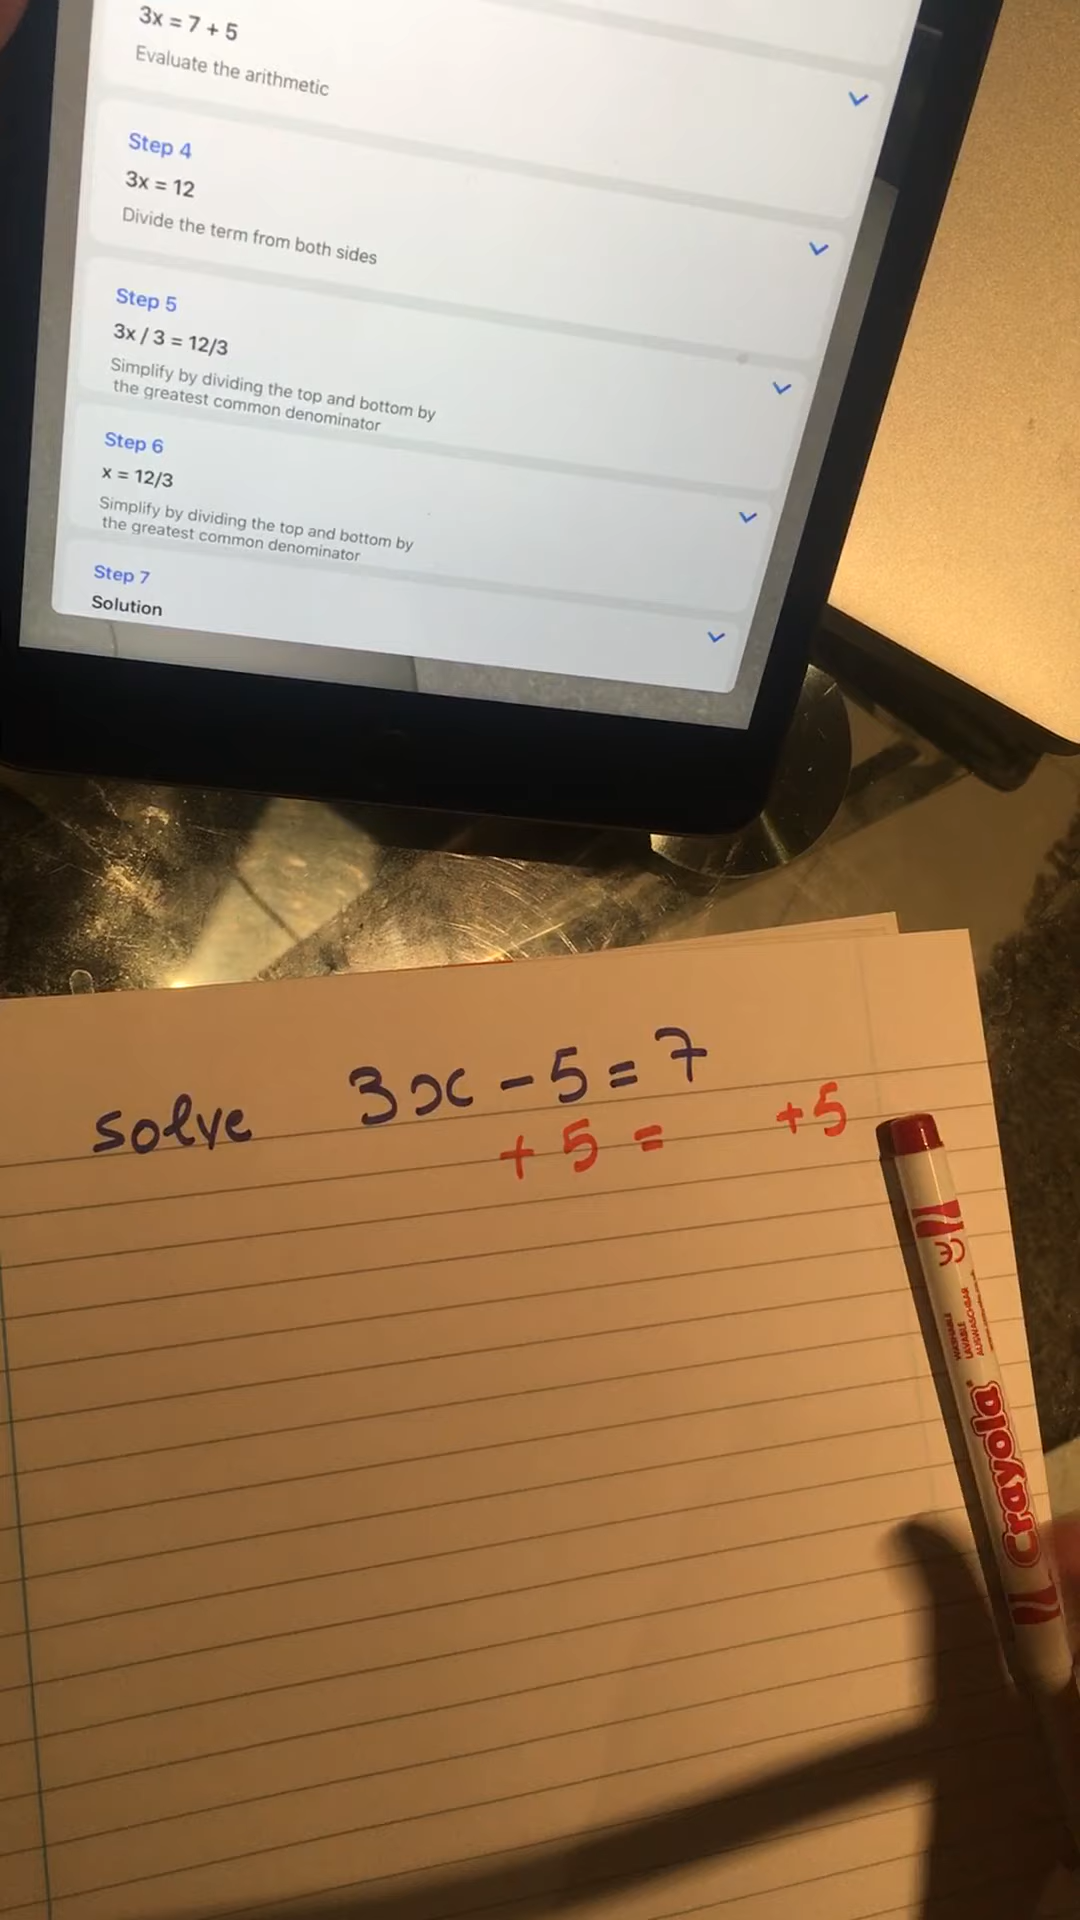 3x = 7 + 5
Evaluate the arithmetic
Step 4
3x = 12
Divide the term from both sides
Step 5
3x / 3 = 12/3
Simplify by dividing the top and bottom by
the greatest common denominator
Step 6
x = 12/3
Simplify by dividing the top and bottom by
the greatest common denominator
Step 7
Solution
solve 3x - 5 = 7
+ 5 = +5
WASHABLE
LAVABLE
AUSWASCHBAR
Crayola